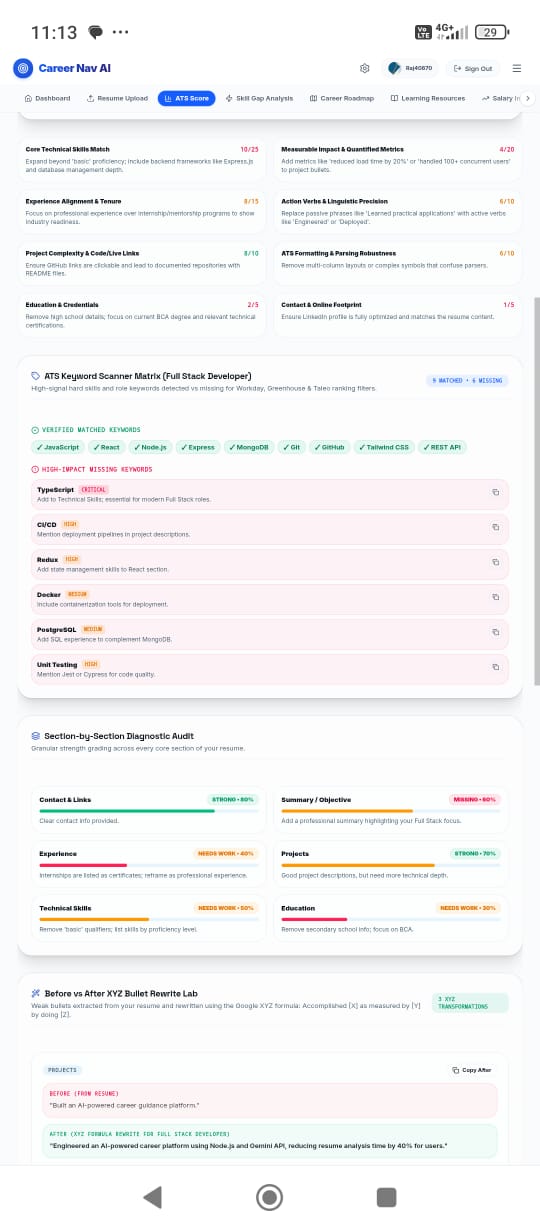 11:13
Vo LTE 4G+ 29
Career Nav AI
Raj40670
Sign Out
Dashboard
Resume Upload
ATS Score
Skill Gap Analysis
Career Roadmap
Learning Resources
Salary
Core Technical Skills Match 10/25
Expand beyond 'basic' proficiency; include backend frameworks like Express.js
and database management depth.
Measurable Impact & Quantified Metrics 4/20
Add metrics like 'reduced load time by 20%' or 'handled 100+ concurrent users'
to project bullets.
Experience Alignment & Tenure 8/15
Focus on professional experience over internship/mentorship programs to show
industry readiness.
Action Verbs & Linguistic Precision 6/10
Replace passive phrases like 'Learned practical applications' with active verbs
like 'Engineered' or 'Deployed'.
Project Complexity & Code/Live Links 8/10
Ensure GitHub links are clickable and lead to documented repositories with
README files.
ATS Formatting & Parsing Robustness 6/10
Remove multi-column layouts or complex symbols that confuse parsers.
Education & Credentials 2/5
Remove high school details; focus on current BCA degree and relevant technical
certifications.
Contact & Online Footprint 1/5
Ensure LinkedIn profile is fully optimized and matches the resume content.
ATS Keyword Scanner Matrix (Full Stack Developer)
High-signal hard skills and role keywords detected vs missing for Workday, Greenhouse & Taleo ranking filters.
9 MATCHED • 6 MISSING
VERIFIED MATCHED KEYWORDS
✓ JavaScript ✓ React ✓ Node.js ✓ Express ✓ MongoDB ✓ Git ✓ GitHub ✓ Tailwind CSS ✓ REST API
HIGH-IMPACT MISSING KEYWORDS
TypeScript CRITICAL
Add to Technical Skills; essential for modern Full Stack roles.
CI/CD HIGH
Mention deployment pipelines in project descriptions.
Redux HIGH
Add state management skills to React section.
Docker MEDIUM
Include containerization tools for deployment.
PostgreSQL MEDIUM
Add SQL experience to complement MongoDB.
Unit Testing HIGH
Mention Jest or Cypress for code quality.
Section-by-Section Diagnostic Audit
Granular strength grading across every core section of your resume.
Contact & Links STRONG • 80%
Clear contact info provided.
Summary / Objective MISSING • 60%
Add a professional summary highlighting your Full Stack focus.
Experience NEEDS WORK • 40%
Internships are listed as certificates; reframe as professional experience.
Projects STRONG • 70%
Good project descriptions, but need more technical depth.
Technical Skills NEEDS WORK • 50%
Remove 'basic' qualifiers; list skills by proficiency level.
Education NEEDS WORK • 30%
Remove secondary school info; focus on BCA.
Before vs After XYZ Bullet Rewrite Lab
Weak bullets extracted from your resume and rewritten using the Google XYZ formula: Accomplished [X] as measured by [Y]
by doing [Z].
3 XYZ
TRANSFORMATIONS
PROJECTS
Copy After
BEFORE (FROM RESUME)
"Built an AI-powered career guidance platform."
AFTER (XYZ FORMULA REWRITE FOR FULL STACK DEVELOPER)
"Engineered an AI-powered career platform using Node.js and Gemini API, reducing resume analysis time by 40% for users."